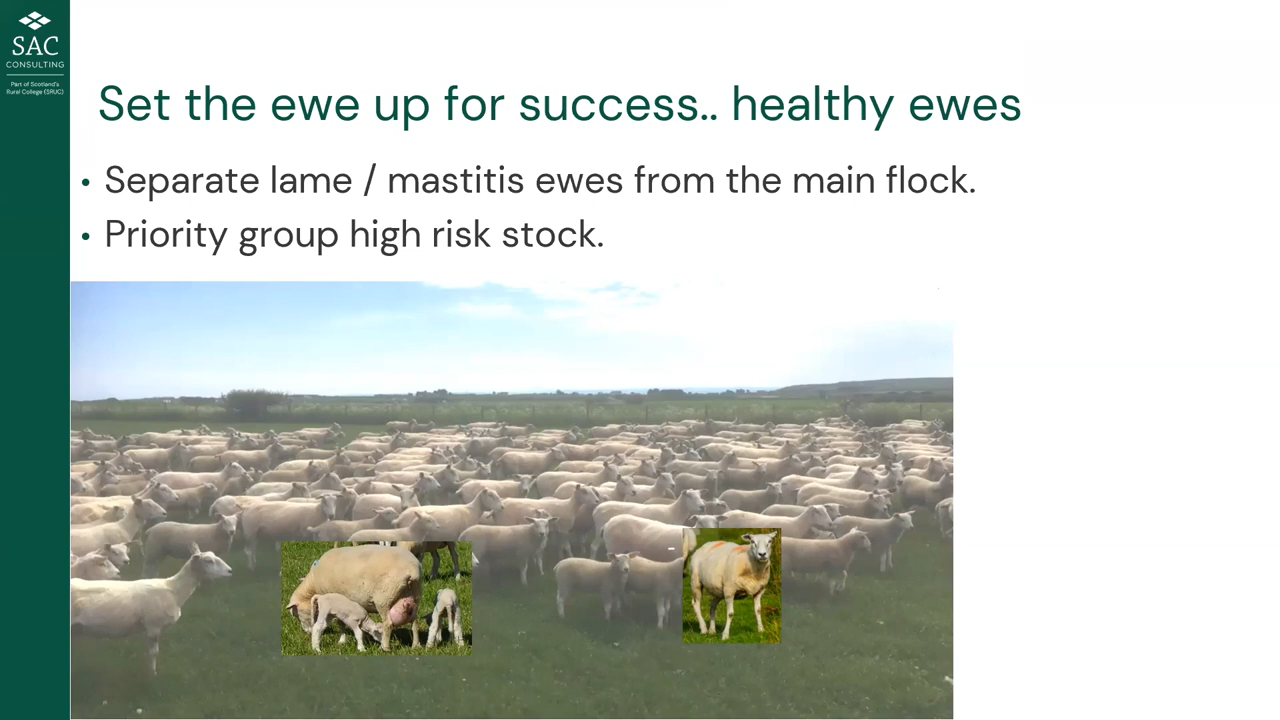 SAC
CONSULTING
Part of Scotland's
Rural College (SRUC)
Set the ewe up for success.. healthy ewes
• Separate lame / mastitis ewes from the main flock.
• Priority group high risk stock.